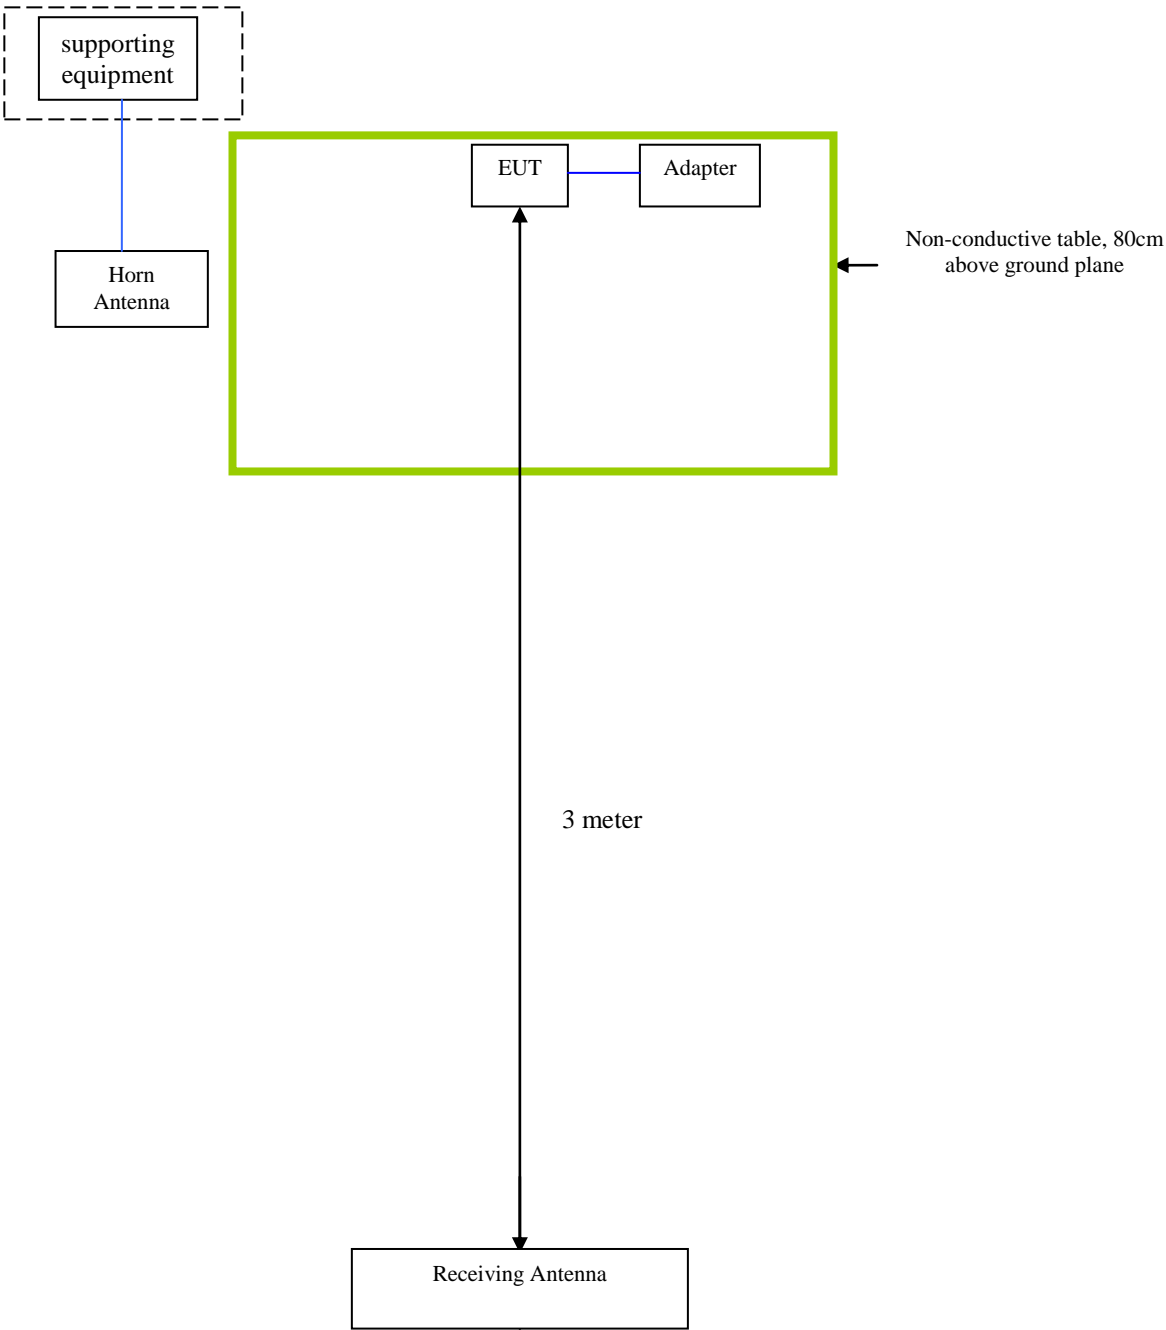 supporting
equipment
EUT
Adapter
Non-conductive table, 80cm
above ground plane
Horn
Antenna
3 meter
Receiving Antenna